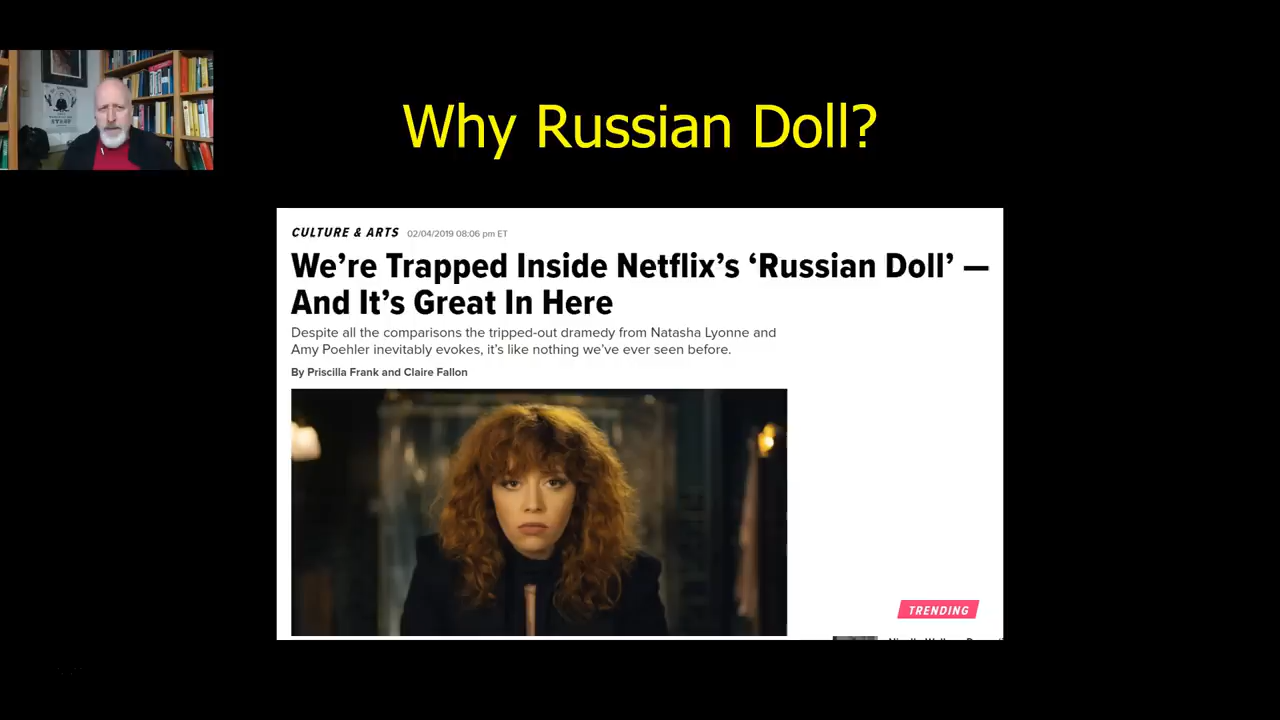 Why Russian Doll?
CULTURE & ARTS 02/04/2019 08:06 pm ET
We’re Trapped Inside Netflix’s ‘Russian Doll’ —
And It’s Great In Here
Despite all the comparisons the tripped-out dramedy from Natasha Lyonne and
Amy Poehler inevitably evokes, it’s like nothing we’ve ever seen before.
By Priscilla Frank and Claire Fallon
TRENDING